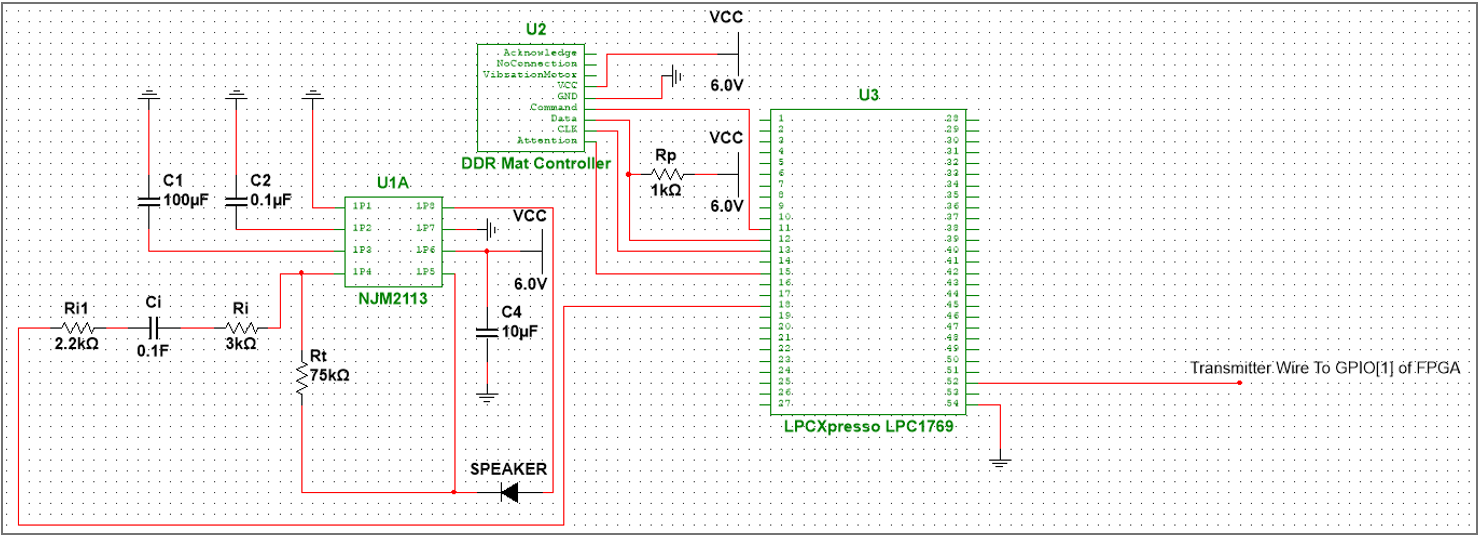 VCC
U2
Acknowledge
NoConnection
VibrationMotor
VCC
GND
Command
Data
CLK
Attention
DDR Mat Controller
6.0V
VCC
Rp
1kΩ
6.0V
U3
1
2
3
4
5
6
7
8
9
10
11
12
13
14
15
16
17
18
19
20
21
22
23
24
25
26
27
28
29
30
31
32
33
34
35
36
37
38
39
40
41
42
43
44
45
46
47
48
49
50
51
52
53
54
LPCXpresso LPC1769
C1
100µF
C2
0.1µF
U1A
1P1
1P2
1P3
1P4
LP8
LP7
LP6
LP5
NJM2113
VCC
6.0V
C4
10µF
Ri1
2.2kΩ
Ci
0.1F
Ri
3kΩ
Rt
75kΩ
SPEAKER
Transmitter Wire To GPIO[1] of FPGA